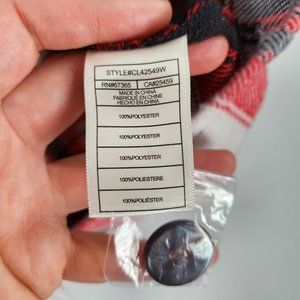 STYLE#CL42549W
RN#67365 CA#25459
MADE IN CHINA
FABRIQUÉ EN CHINE
HECHO EN CHINA
100%POLYESTER
100%POLYESTER
100%POLYESTER
100%POLIESTERE
100%POLIÉSTER